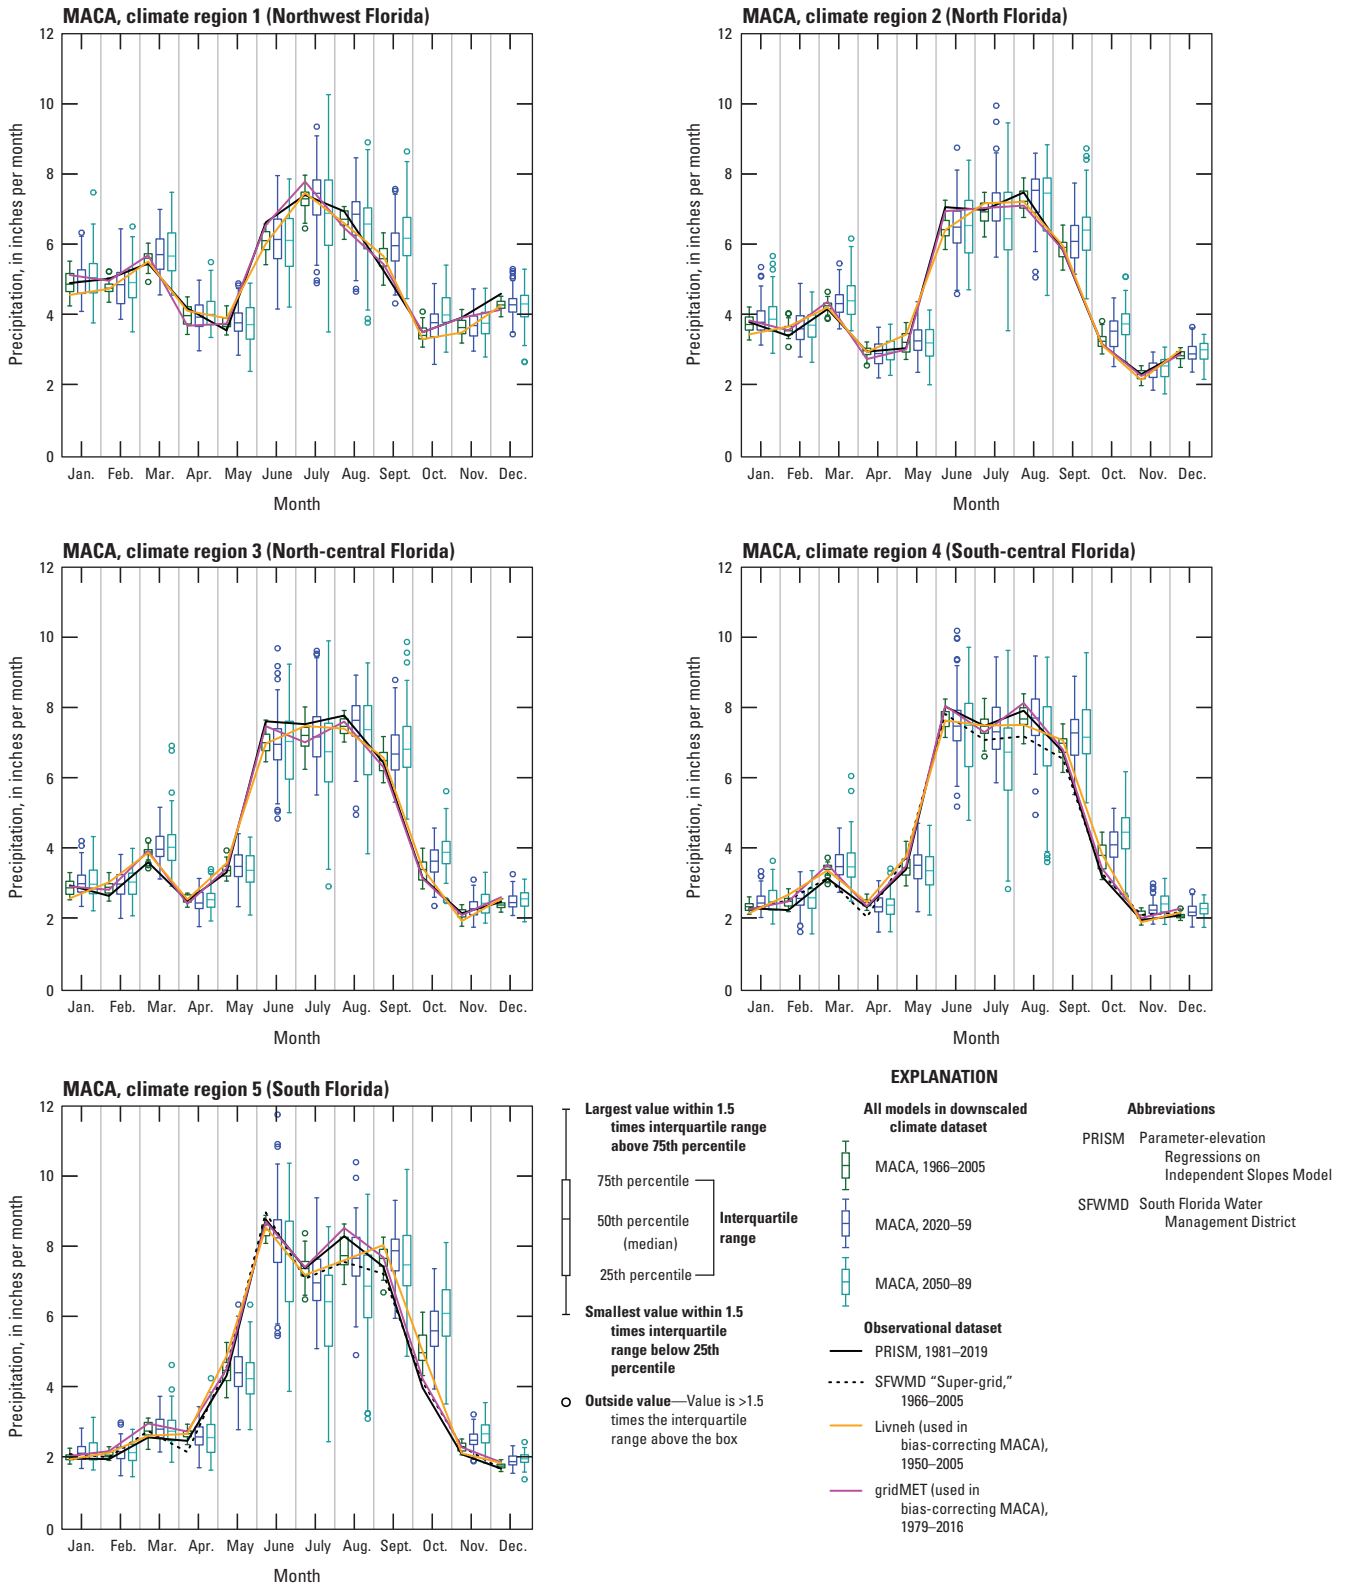 MACA, climate region 1 (Northwest Florida)
12
10
8
6
4
2
0
Precipitation, in inches per month
Jan. Feb. Mar. Apr. May June July Aug. Sept. Oct. Nov. Dec.
Month
MACA, climate region 2 (North Florida)
12
10
8
6
4
2
0
Precipitation, in inches per month
Jan. Feb. Mar. Apr. May June July Aug. Sept. Oct. Nov. Dec.
Month
MACA, climate region 3 (North-central Florida)
12
10
8
6
4
2
0
Precipitation, in inches per month
Jan. Feb. Mar. Apr. May June July Aug. Sept. Oct. Nov. Dec.
Month
MACA, climate region 4 (South-central Florida)
12
10
8
6
4
2
0
Precipitation, in inches per month
Jan. Feb. Mar. Apr. May June July Aug. Sept. Oct. Nov. Dec.
Month
MACA, climate region 5 (South Florida)
12
10
8
6
4
2
0
Precipitation, in inches per month
Jan. Feb. Mar. Apr. May June July Aug. Sept. Oct. Nov. Dec.
Month
EXPLANATION
Largest value within 1.5
times interquartile range
above 75th percentile
75th percentile
50th percentile
(median)
25th percentile
Interquartile
range
Smallest value within 1.5
times interquartile
range below 25th
percentile
Outside value—Value is >1.5
times the interquartile
range above the box
All models in downscaled
climate dataset
MACA, 1966–2005
MACA, 2020–59
MACA, 2050–89
Observational dataset
PRISM, 1981–2019
SFWMD “Super-grid,”
1966–2005
Livneh (used in
bias-correcting MACA),
1950–2005
gridMET (used in
bias-correcting MACA),
1979–2016
Abbreviations
PRISM Parameter-elevation
Regressions on
Independent Slopes Model
SFWMD South Florida Water
Management District